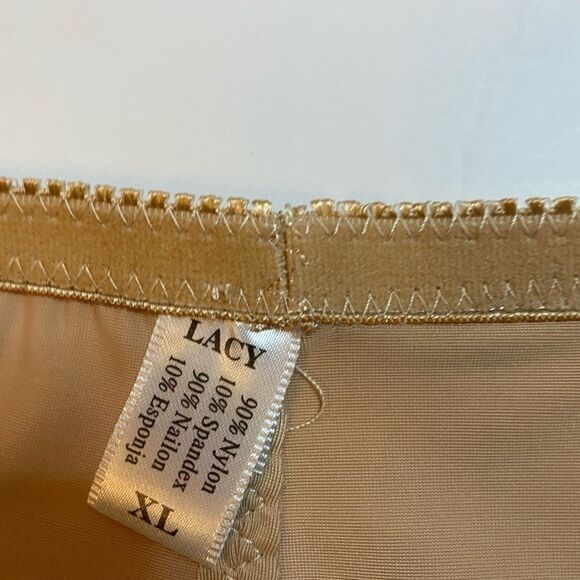 LACY
90% Nylon
10% Spandex
90% Nailon
10% Esponja
XL